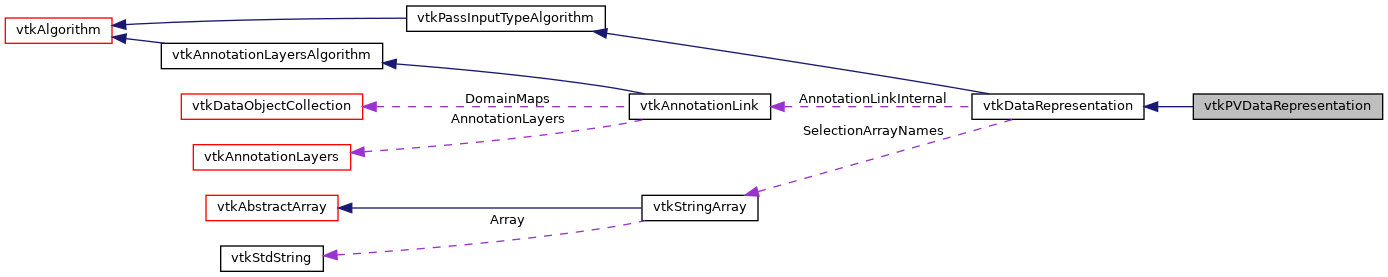 vtkPassInputTypeAlgorithm
vtkAlgorithm
vtkAnnotationLayersAlgorithm
DomainMaps
AnnotationLinkInternal
vtkDataObjectCollection
vtkAnnotationLink
vtkDataRepresentation
vtkPVDataRepresentation
AnnotationLayers
SelectionArrayNames
vtkAnnotationLayers
vtkAbstractArray
vtkStringArray
Array
vtkStdString